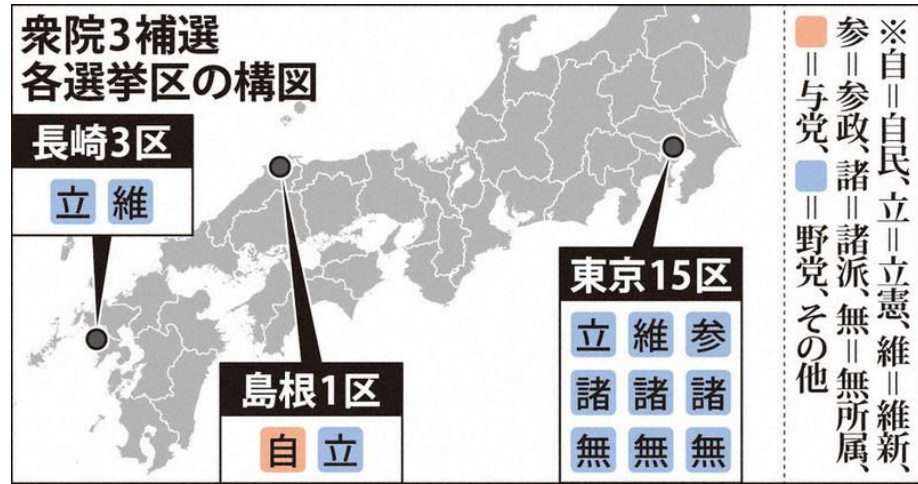 衆院3補選
各選挙区の構図
長崎3区
立 維
島根1区
自 立
東京15区
立 維 参
諸 諸 諸
無 無 無
※自=自民、立=立憲、維=維新、
参=参政、諸=諸派、無=無所属、
=与党、 =野党、その他